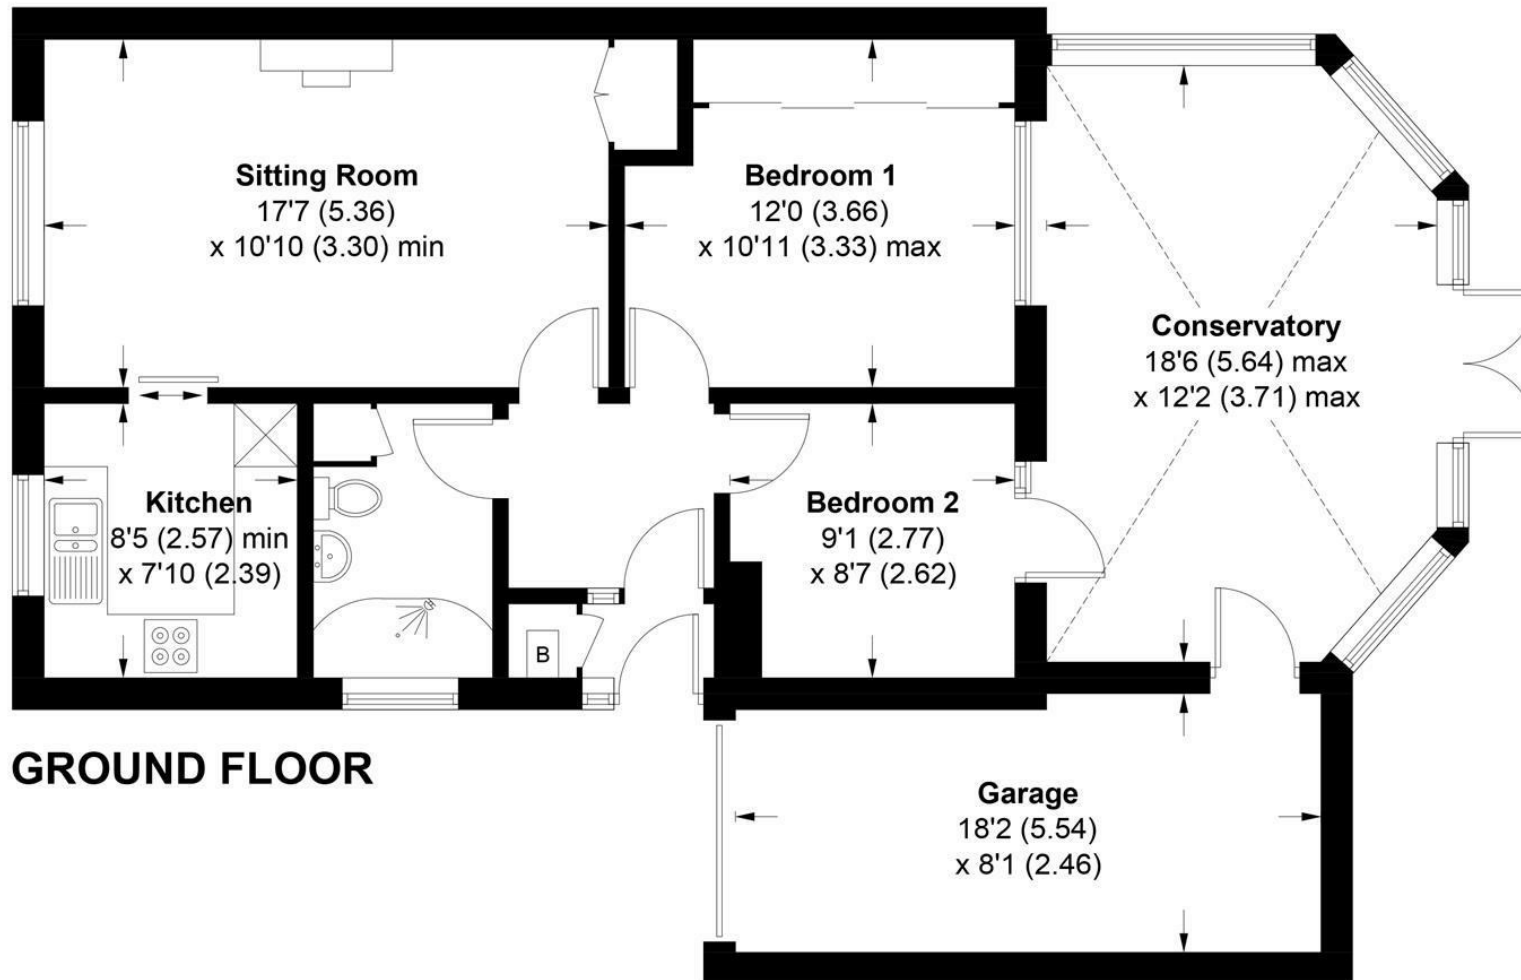 Sitting Room
17'7 (5.36)
x 10'10 (3.30) min
Bedroom 1
12'0 (3.66)
x 10'11 (3.33) max
Conservatory
18'6 (5.64) max
x 12'2 (3.71) max
Kitchen
8'5 (2.57) min
x 7'10 (2.39)
Bedroom 2
9'1 (2.77)
x 8'7 (2.62)
B
GROUND FLOOR
Garage
18'2 (5.54)
x 8'1 (2.46)